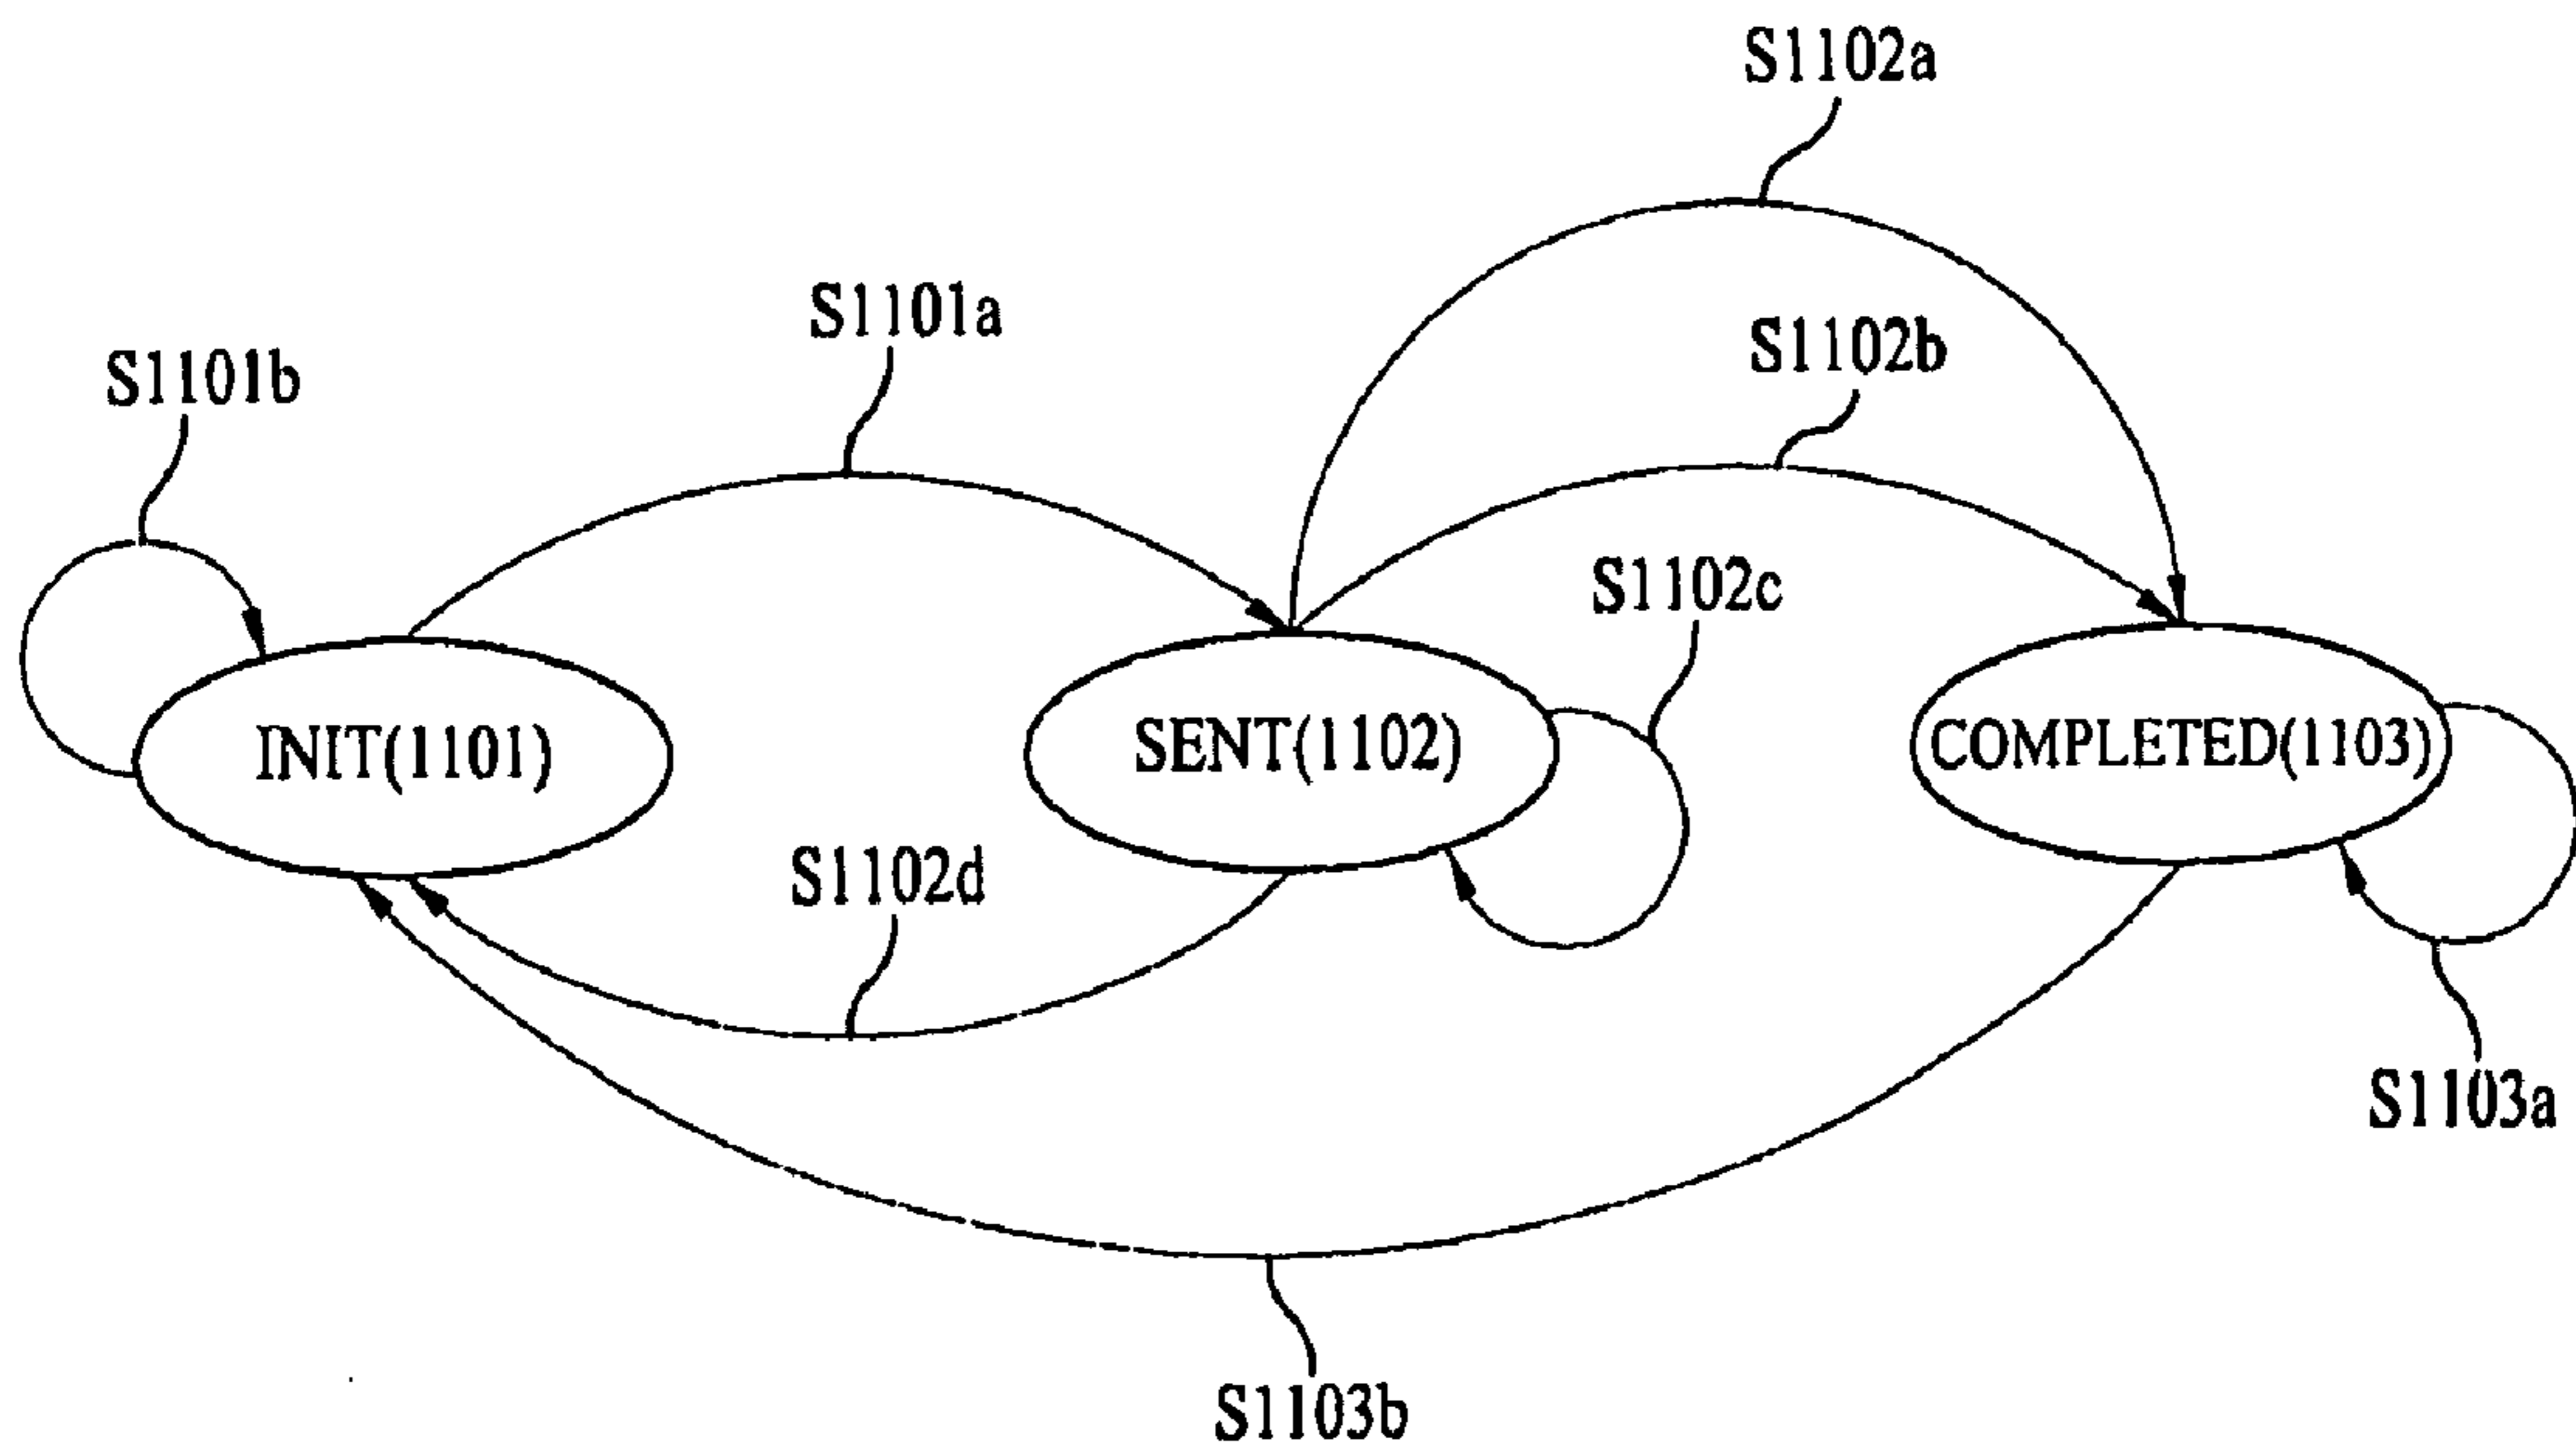 S1102a
S1101a
S1102b
S1101b
S1102c
INIT(1101)
SENT(1102)
COMPLETED(1103)
S1102d
S1103a
S1103b